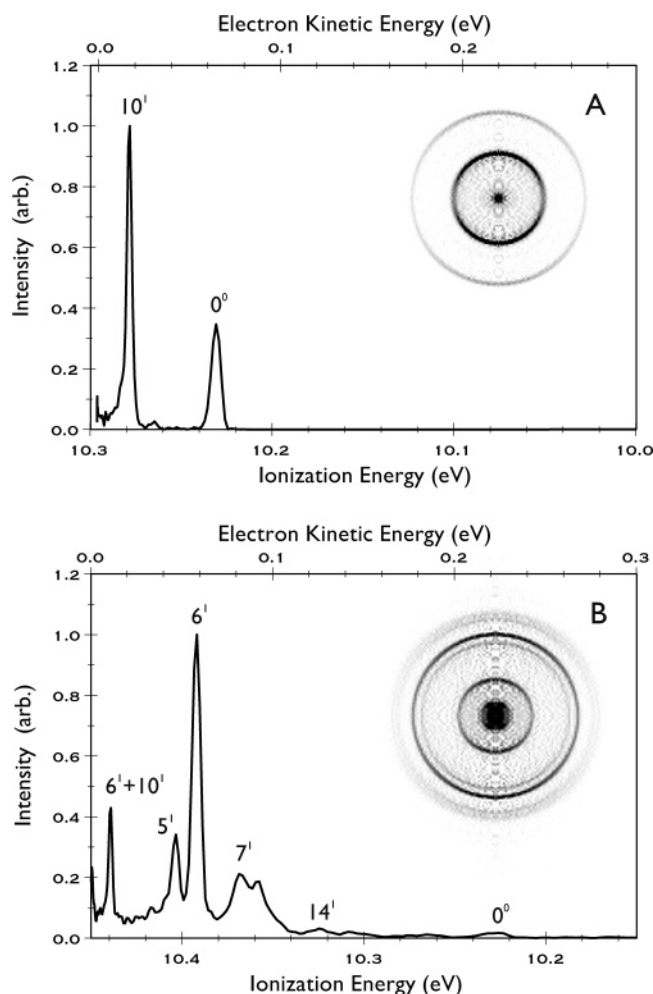 Electron Kinetic Energy (eV)
0.0 0.1 0.2
1.2
1.0
0.8
0.6
0.4
0.2
0.0
Intensity (arb.)
10¹
0⁰
A
10.3 10.2 10.1 10.0
Ionization Energy (eV)
Electron Kinetic Energy (eV)
0.0 0.1 0.2 0.3
1.2
1.0
0.8
0.6
0.4
0.2
0.0
Intensity (arb.)
6¹
B
6¹+10¹
5¹
7¹
14¹
0⁰
10.4 10.3 10.2
Ionization Energy (eV)